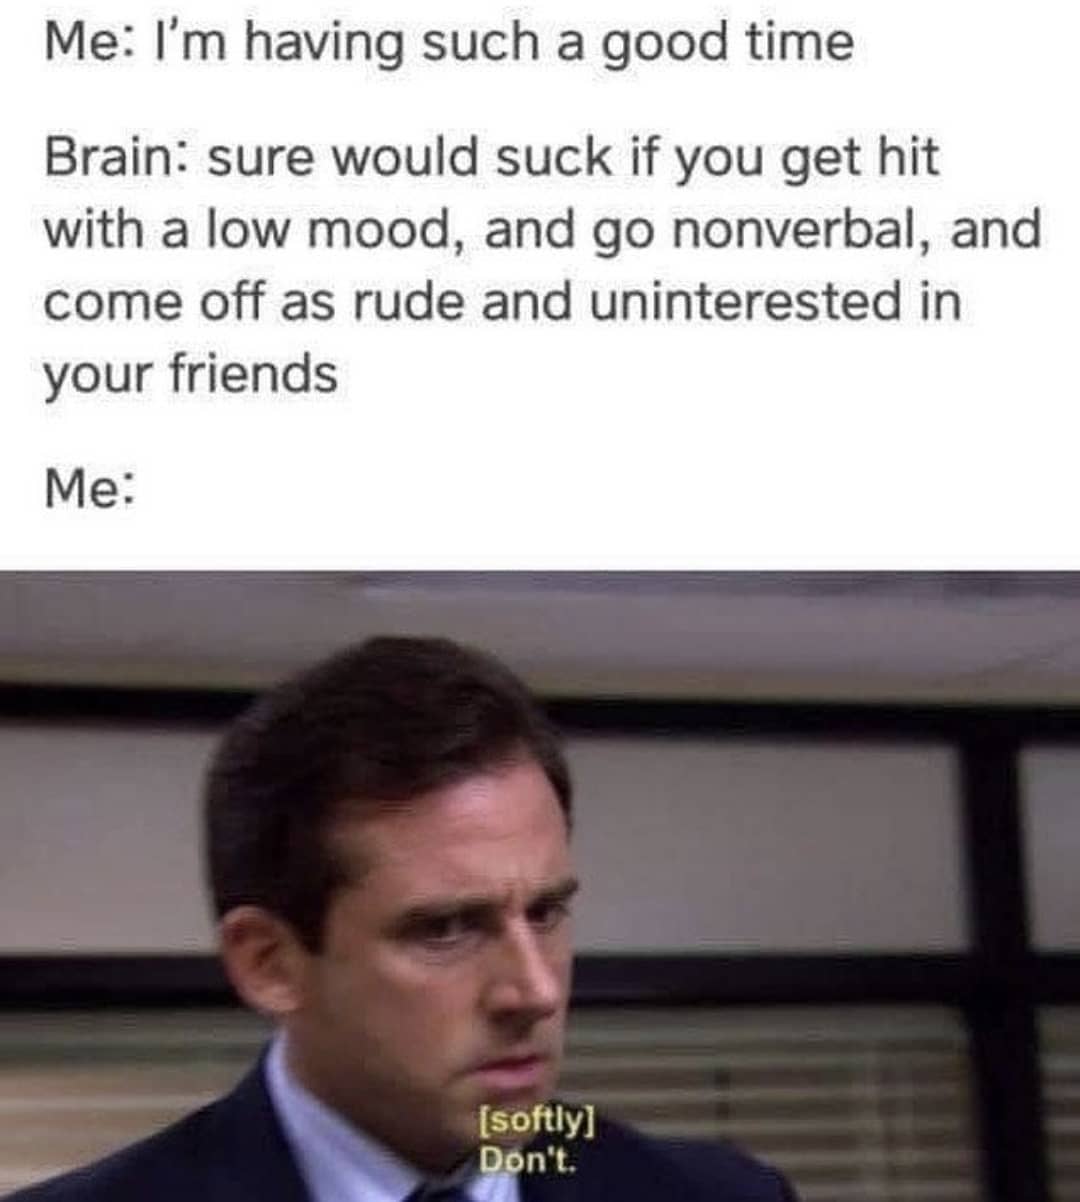 Me: I'm having such a good time
Brain: sure would suck if you get hit
with a low mood, and go nonverbal, and
come off as rude and uninterested in
your friends
Me:
[softly]
Don't.